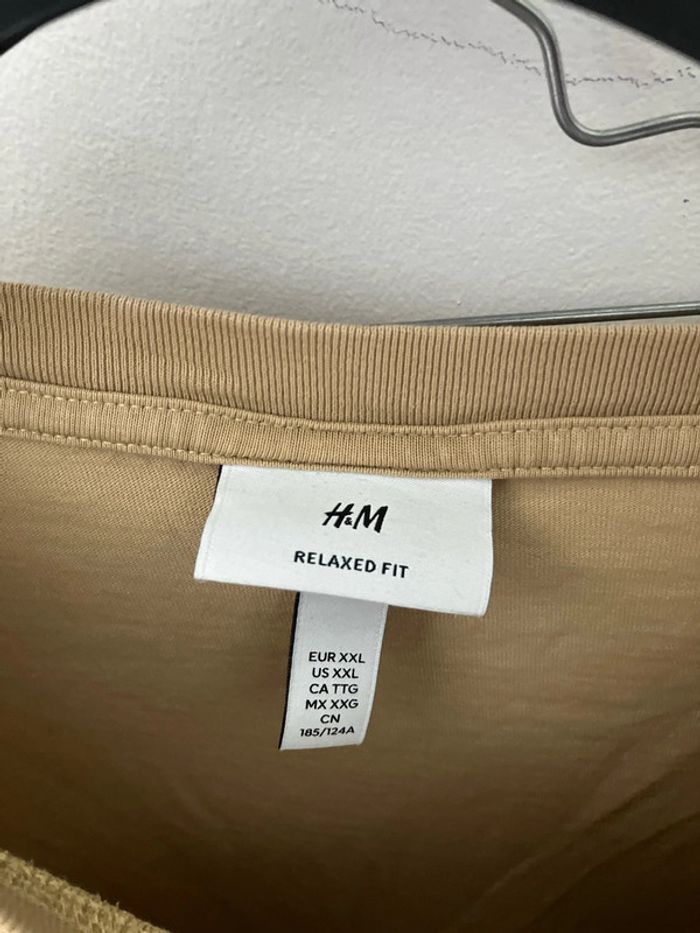 H&M
RELAXED FIT
EUR XXL
US XXL
CA TTG
MX XXG
CN
185/124A